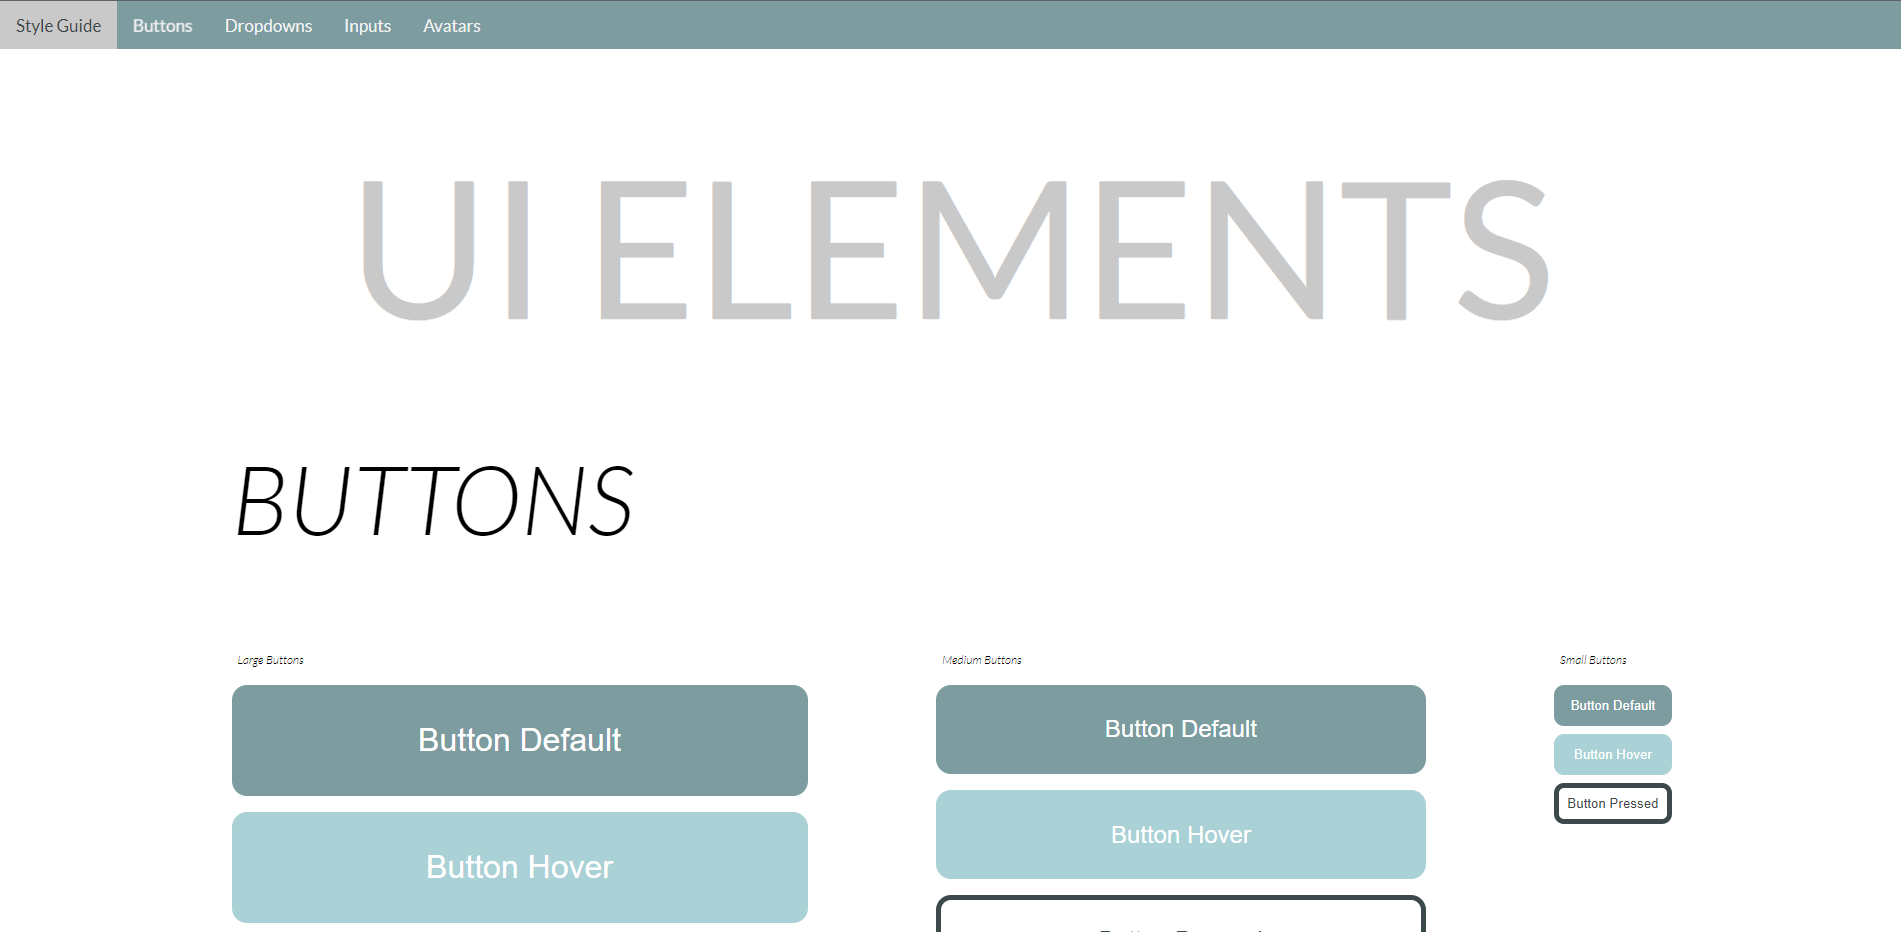 Style Guide Buttons Dropdowns Inputs Avatars
UI ELEMENTS
BUTTONS
Large Buttons
Button Default
Button Hover
Medium Buttons
Button Default
Button Hover
Small Buttons
Button Default
Button Hover
Button Pressed